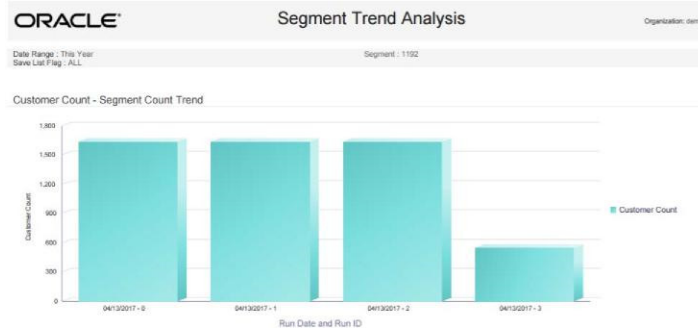 ORACLE®
Segment Trend Analysis
Organization: dem
Date Range : This Year
Save List Flag : ALL
Segment : 1192
Customer Count - Segment Count Trend
Customer Count
1,800
1,500
1,200
900
600
300
0
04/13/2017 - 0
04/13/2017 - 1
04/13/2017 - 2
04/13/2017 - 3
Run Date and Run ID
Customer Count